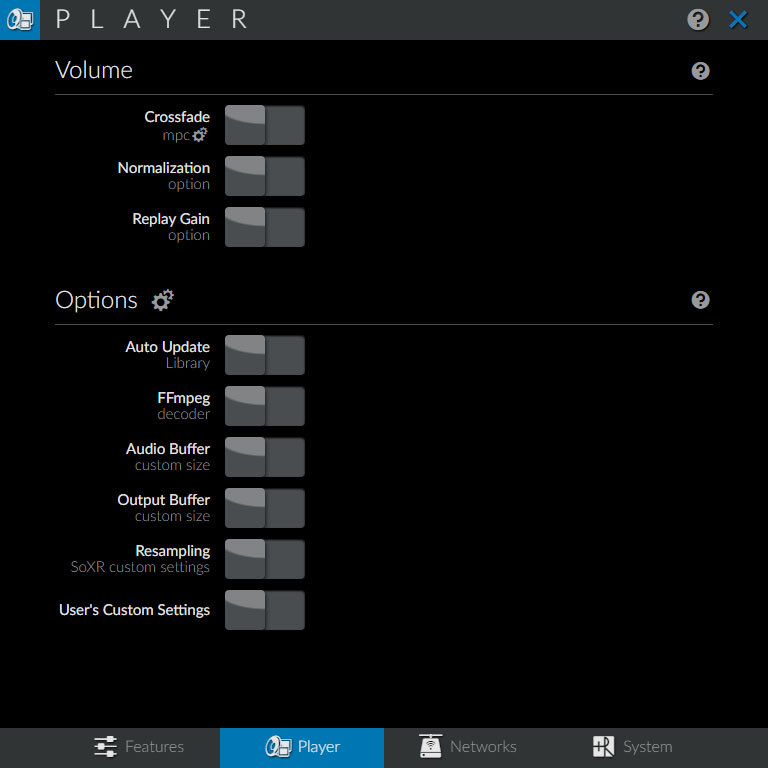 PLAYER
Volume
Crossfade
mpc
Normalization
option
Replay Gain
option
Options
Auto Update
Library
FFmpeg
decoder
Audio Buffer
custom size
Output Buffer
custom size
Resampling
SoXR custom settings
User's Custom Settings
Features Player Networks System